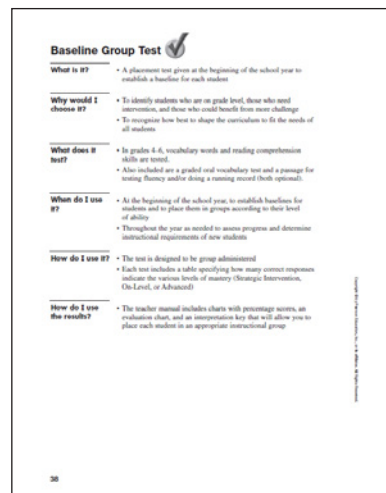 Baseline Group Test
What is it?
• A placement test given at the beginning of the school year to
establish a baseline for each student
Why would I
choose it?
• To identify students who are on grade level, those who need
intervention, and those who could benefit from more challenge
• To recognize how best to shape the curriculum to fit the needs of
all students
What does it
test?
• In grades 4–6, vocabulary words and reading comprehension
skills are tested.
• Also included are a graded oral vocabulary test and a passage for
testing fluency and/or doing a running record (both optional).
When do I use
it?
• At the beginning of the school year, to establish baselines for
students and to place them in groups according to their level
of ability
• Throughout the year as needed to assess progress and determine
instructional requirements of new students
How do I use it?
• The test is designed to be group administered
• Each test includes a table specifying how many correct responses
indicate the various levels of mastery (Strategic Intervention,
On-Level, or Advanced)
How do I use
the results?
• The teacher manual includes charts with percentage scores, an
evaluation chart, and an interpretation key that will allow you to
place each student in an appropriate instructional group
38